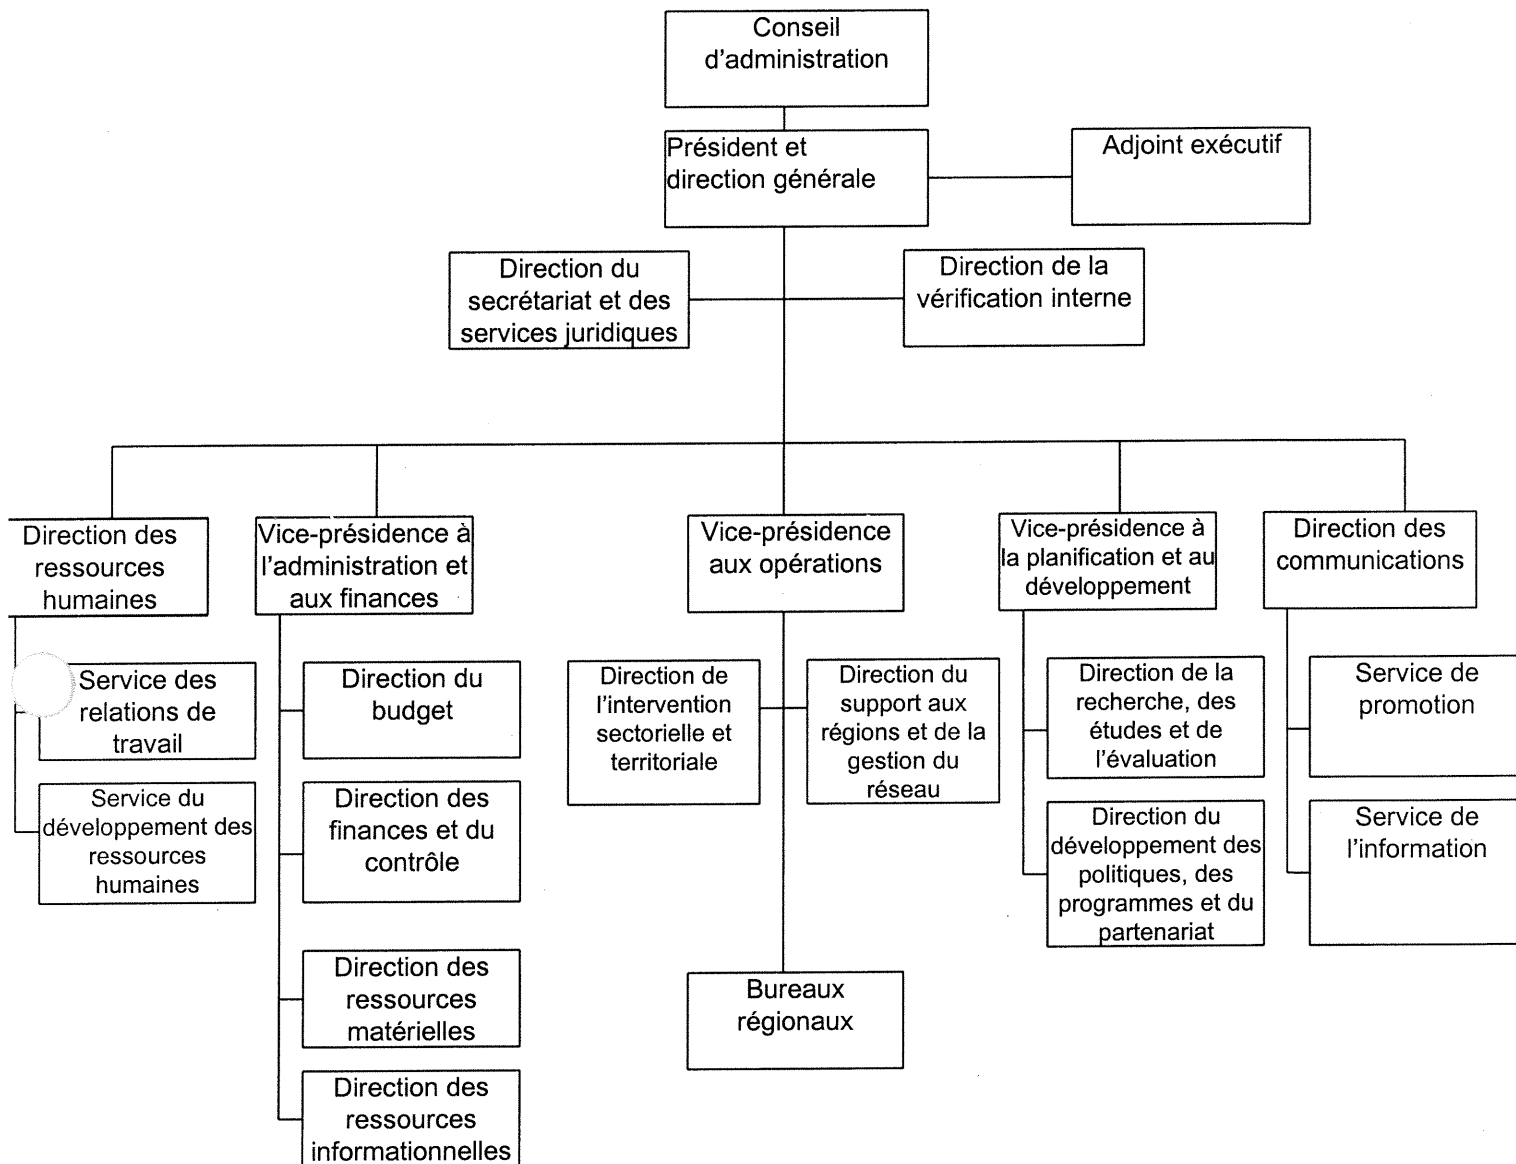 Conseil
d'administration
Président et
direction générale
Adjoint exécutif
Direction du
secrétariat et des
services juridiques
Direction de la
vérification interne
Direction des
ressources
humaines
Vice-présidence à
l'administration et
aux finances
Vice-présidence
aux opérations
Vice-présidence à
la planification et au
développement
Direction des
communications
Service des
relations de
travail
Service du
développement des
ressources
humaines
Direction du
budget
Direction des
finances et du
contrôle
Direction des
ressources
matérielles
Direction des
ressources
informationnelles
Direction de
l'intervention
sectorielle et
territoriale
Direction du
support aux
régions et de la
gestion du
réseau
Bureaux
régionaux
Direction de la
recherche, des
études et de
l'évaluation
Direction du
développement des
politiques, des
programmes et du
partenariat
Service de
promotion
Service de
l'information